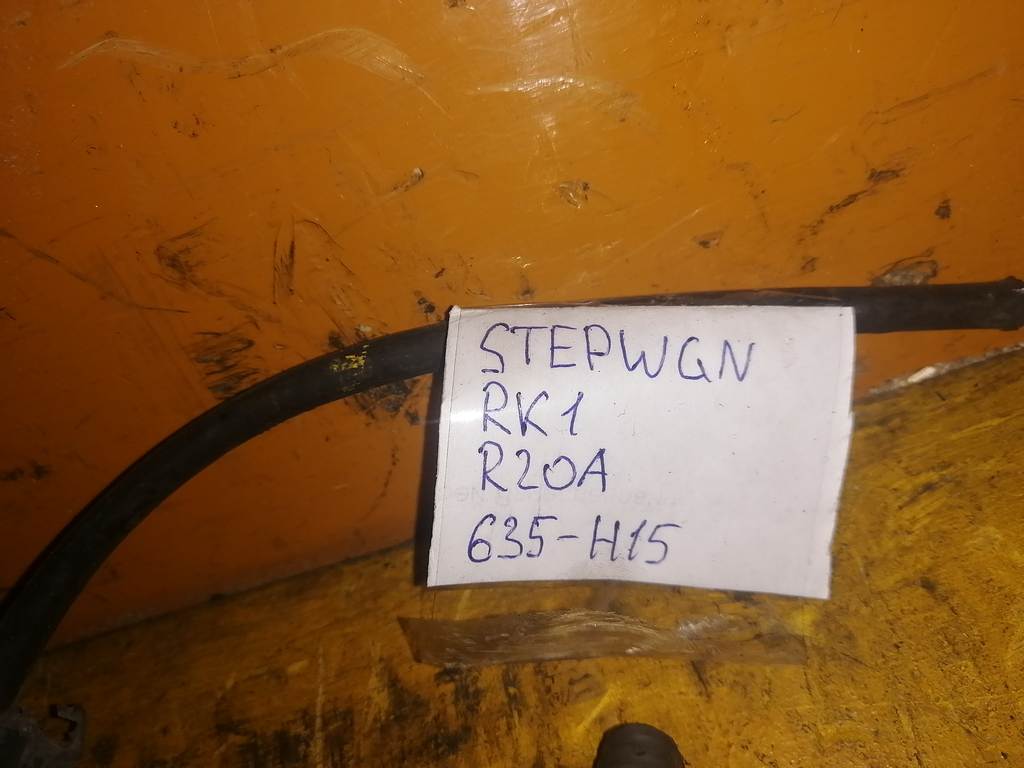 STEPWGN
RK1
R20A
635-H15